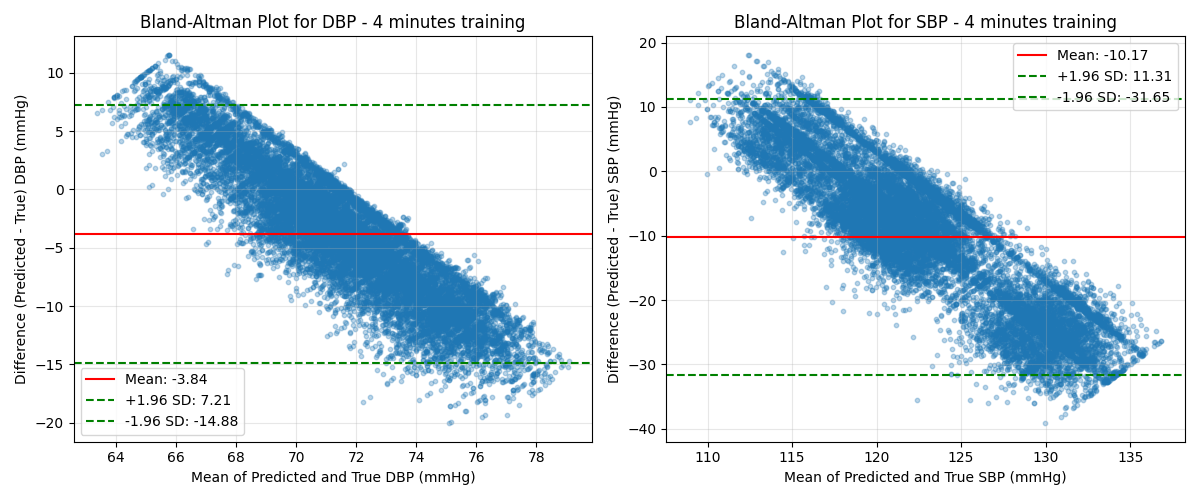 Bland-Altman Plot for DBP - 4 minutes training
Difference (Predicted - True) DBP (mmHg)
10
5
0
−5
−10
−15
−20
Mean: -3.84
+1.96 SD: 7.21
-1.96 SD: -14.88
64 66 68 70 72 74 76 78
Mean of Predicted and True DBP (mmHg)
Bland-Altman Plot for SBP - 4 minutes training
Difference (Predicted - True) SBP (mmHg)
20
10
0
−10
−20
−30
−40
Mean: -10.17
+1.96 SD: 11.31
-1.96 SD: -31.65
110 115 120 125 130 135
Mean of Predicted and True SBP (mmHg)